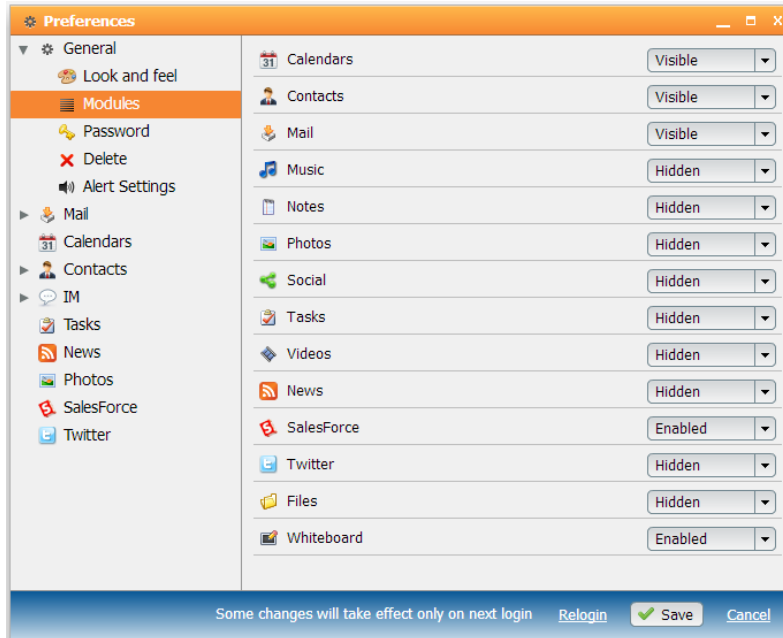 Preferences
General
Look and feel
Modules
Password
Delete
Alert Settings
Mail
31 Calendars
Contacts
IM
Tasks
News
Photos
SalesForce
Twitter
31 Calendars Visible
Contacts Visible
Mail Visible
Music Hidden
Notes Hidden
Photos Hidden
Social Hidden
Tasks Hidden
Videos Hidden
News Hidden
SalesForce Enabled
Twitter Hidden
Files Hidden
Whiteboard Enabled
Some changes will take effect only on next login Relogin Save Cancel